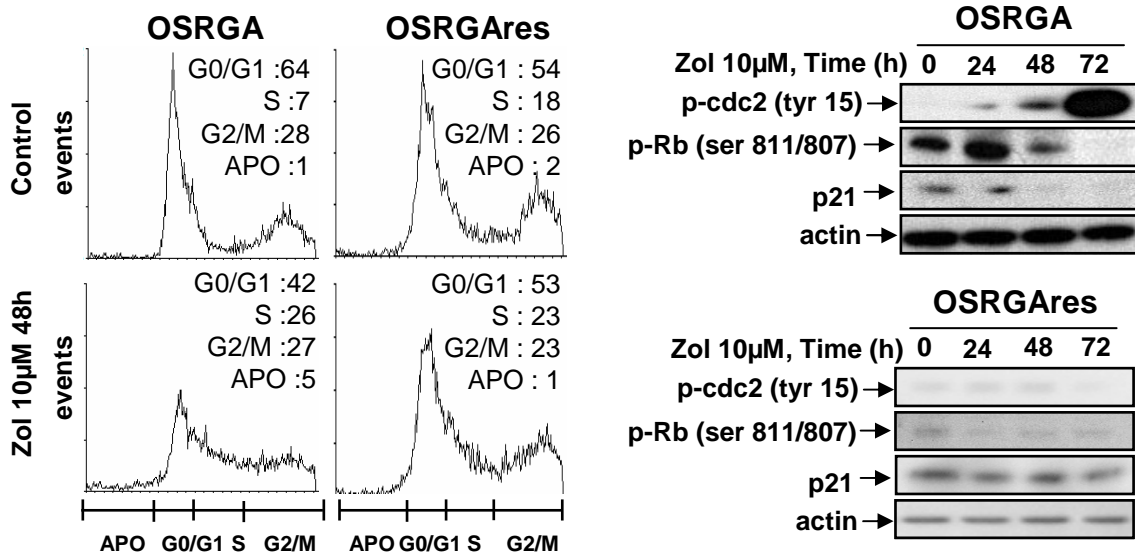 OSRGA
OSRGAres
Control
events
G0/G1 :64
S :7
G2/M :28
APO :1
G0/G1 : 54
S : 18
G2/M : 26
APO : 2
Zol 10µM 48h
events
G0/G1 :42
S :26
G2/M :27
APO :5
G0/G1 : 53
S : 23
G2/M : 23
APO : 1
APO G0/G1 S G2/M
APO G0/G1 S G2/M
OSRGA
Zol 10µM, Time (h) 0 24 48 72
p-cdc2 (tyr 15)
p-Rb (ser 811/807)
p21
actin
OSRGAres
Zol 10µM, Time (h) 0 24 48 72
p-cdc2 (tyr 15)
p-Rb (ser 811/807)
p21
actin